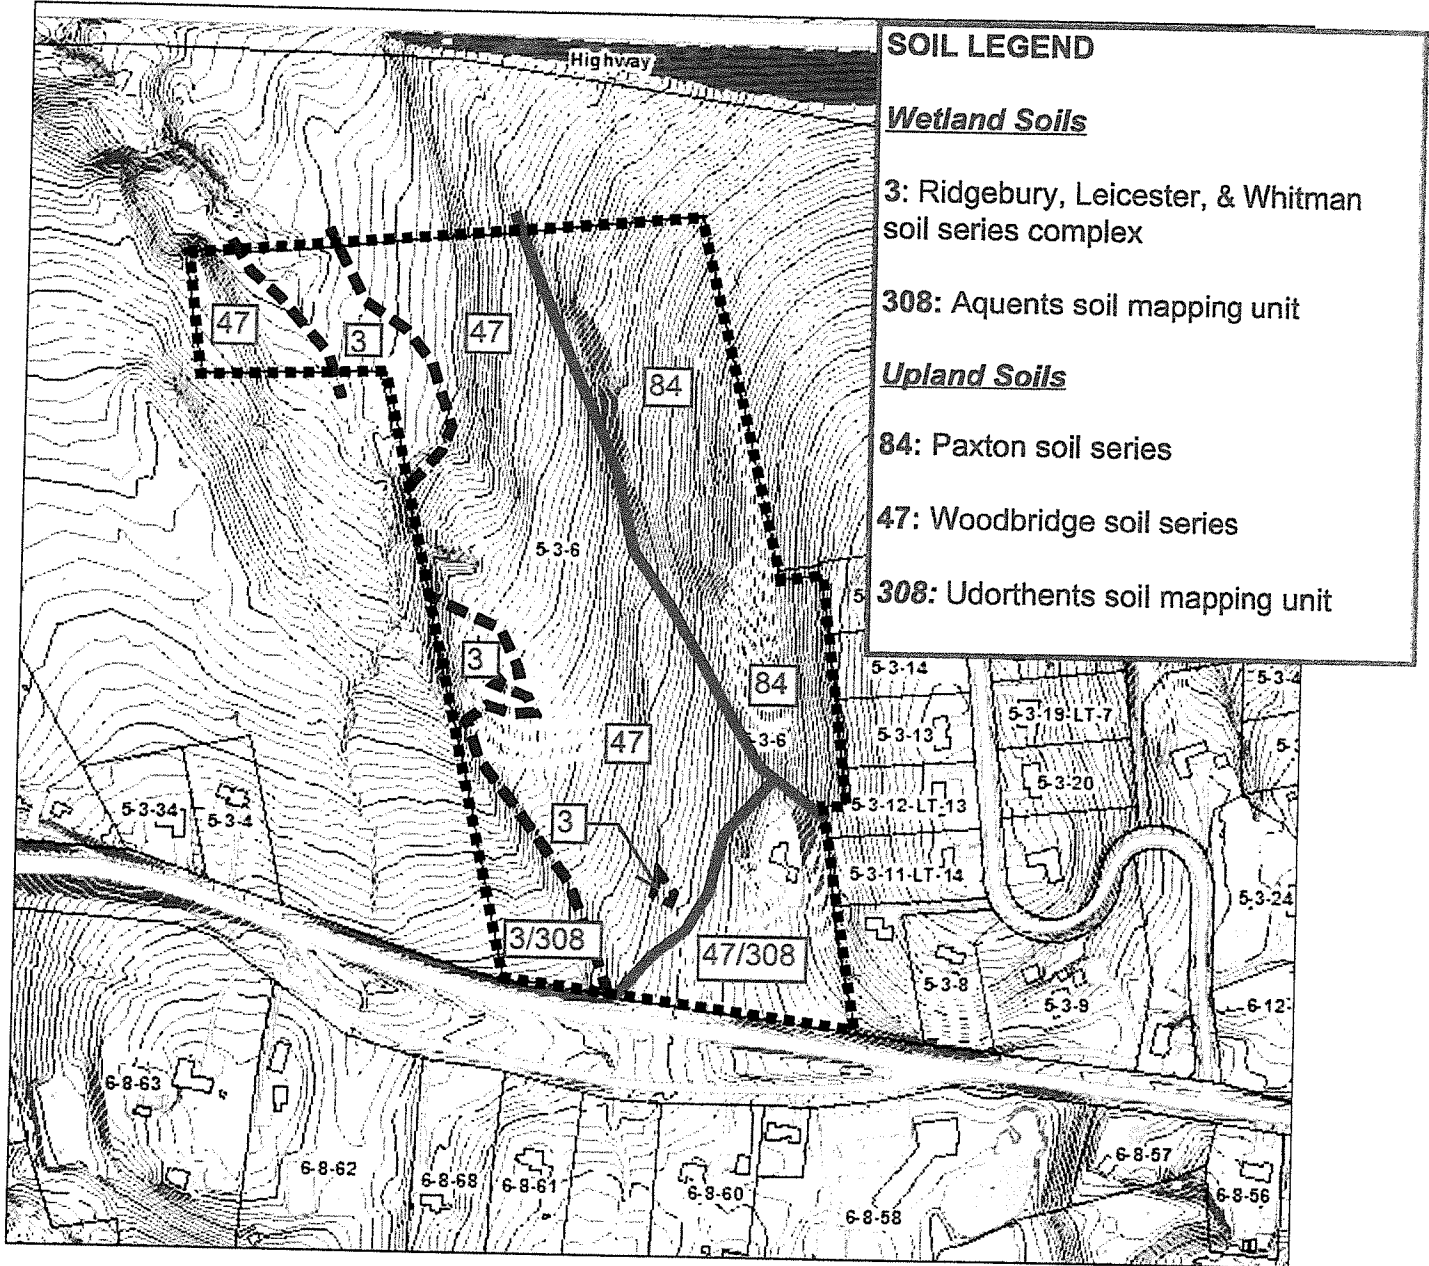 Highway
SOIL LEGEND
Wetland Soils
3: Ridgebury, Leicester, & Whitman
soil series complex
308: Aquents soil mapping unit
Upland Soils
84: Paxton soil series
47: Woodbridge soil series
308: Udorthents soil mapping unit
47
3
47
84
5-3-6
3
84
3-6
47
3
3/308
47/308
5-3-14
5-3-13
5-3-12-LT-13
5-3-11-LT-14
5-3-19-LT-7
5-3-20
5-3-4
5-3-24
5-3-8
5-3-9
6-12-
5-3-34
5-3-4
6-8-63
6-8-62
6-8-68
6-8-61
6-8-60
6-8-58
6-8-57
6-8-56